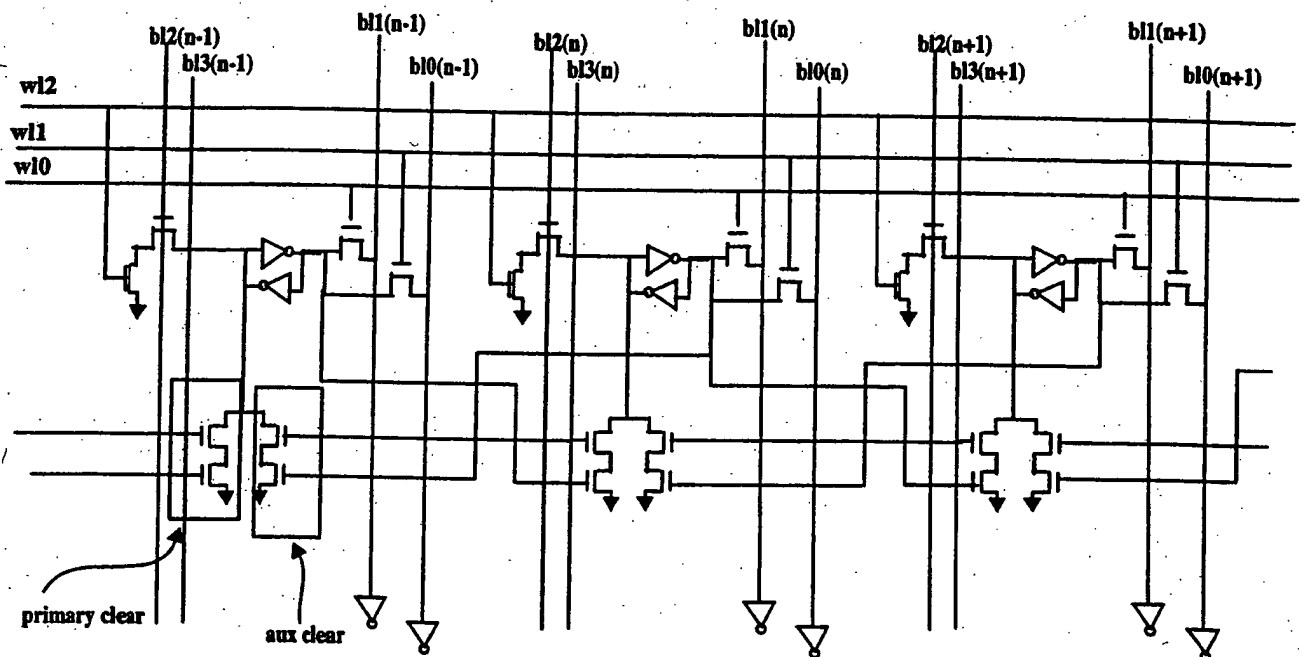 bl2(n-1)
bl3(n-1)
bl1(n-1)
bl0(n-1)
bl2(n)
bl3(n)
bl1(n)
bl0(n)
bl2(n+1)
bl3(n+1)
bl1(n+1)
bl0(n+1)
wl2
wl1
wl0
primary clear
aux clear